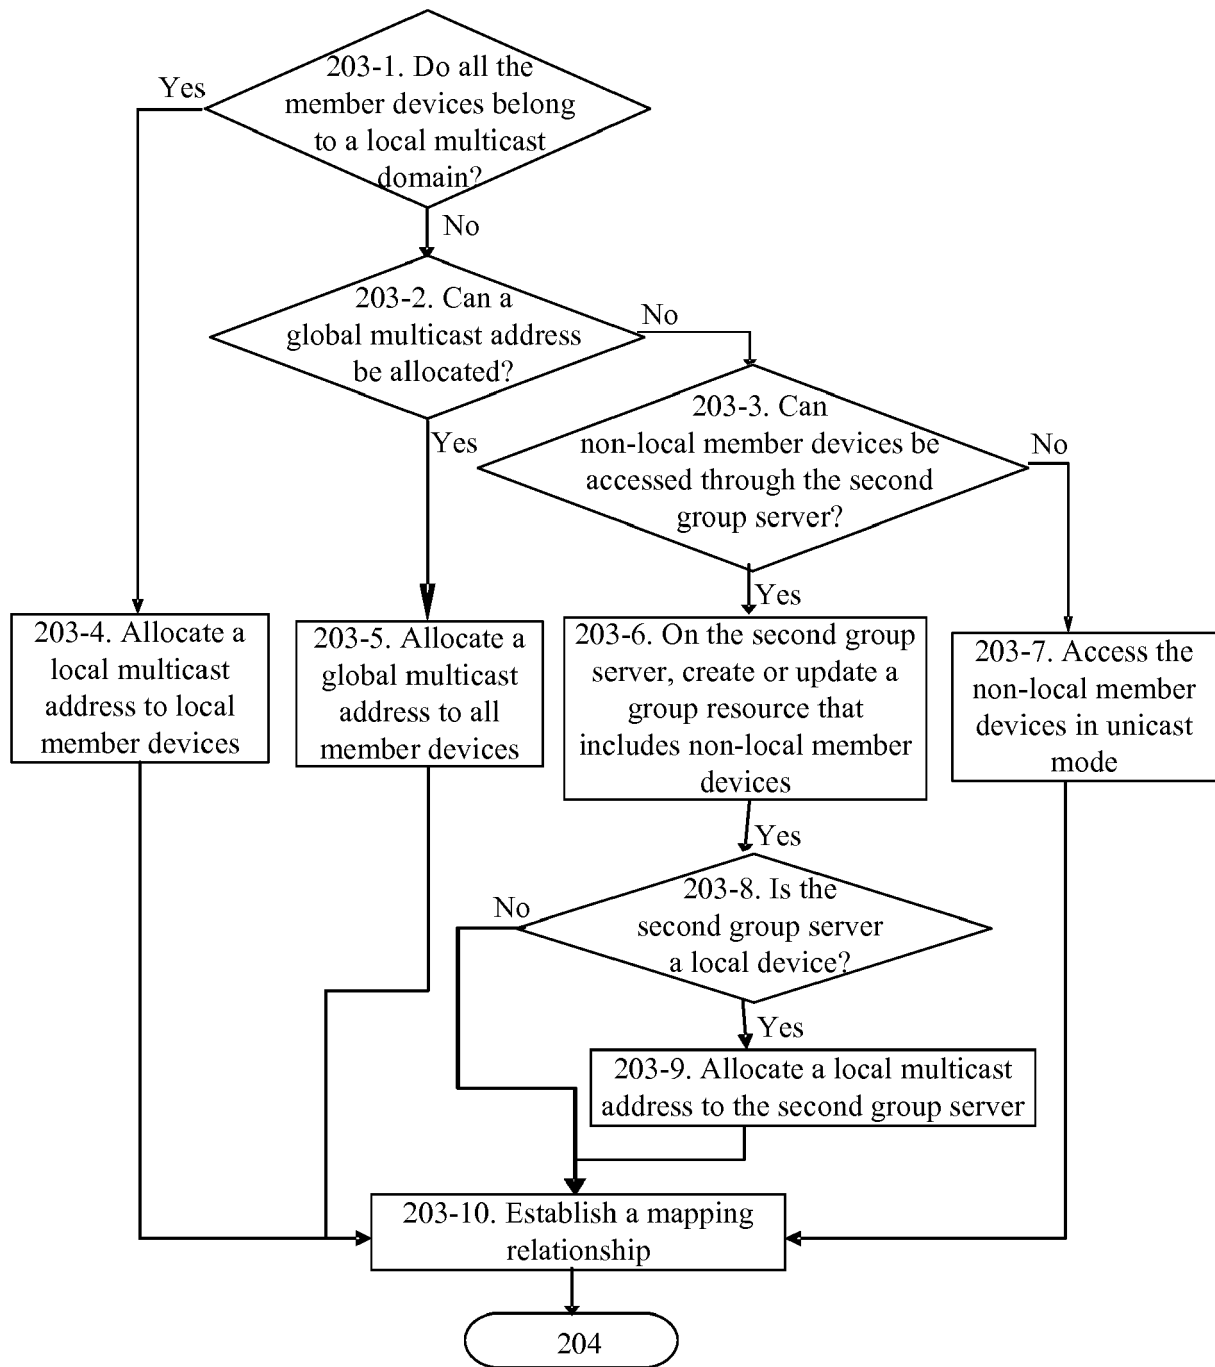 203-1. Do all the
member devices belong
to a local multicast
domain?
Yes
No
203-2. Can a
global multicast address
be allocated?
No
Yes
203-3. Can
non-local member devices be
accessed through the second
group server?
No
Yes
203-4. Allocate a
local multicast
address to local
member devices
203-5. Allocate a
global multicast
address to all
member devices
203-6. On the second group
server, create or update a
group resource that
includes non-local member
devices
203-7. Access the
non-local member
devices in unicast
mode
Yes
203-8. Is the
second group server
a local device?
No
Yes
203-9. Allocate a local multicast
address to the second group server
203-10. Establish a mapping
relationship
204